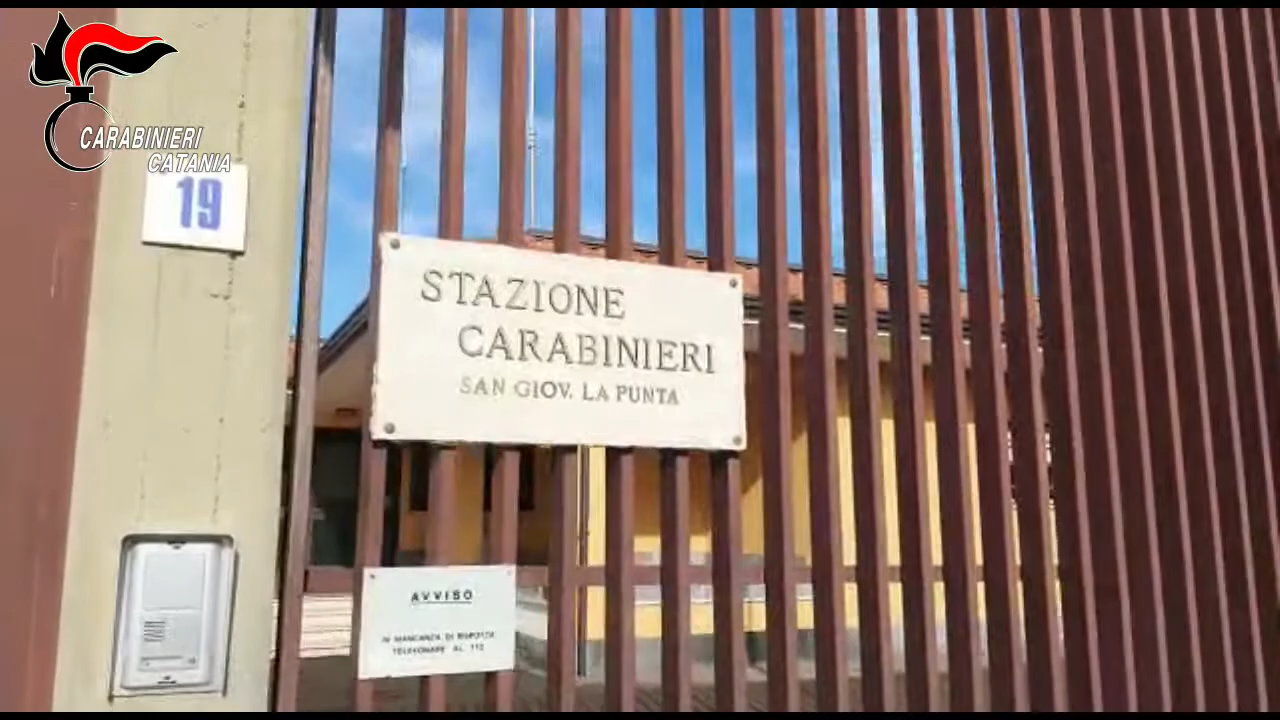 CARABINIERI
CATANIA
19
STAZIONE
CARABINIERI
SAN GIOV. LA PUNTA
AVVISO
IN MANCANZA DI RISPOSTA
TELEFONARE AL 112